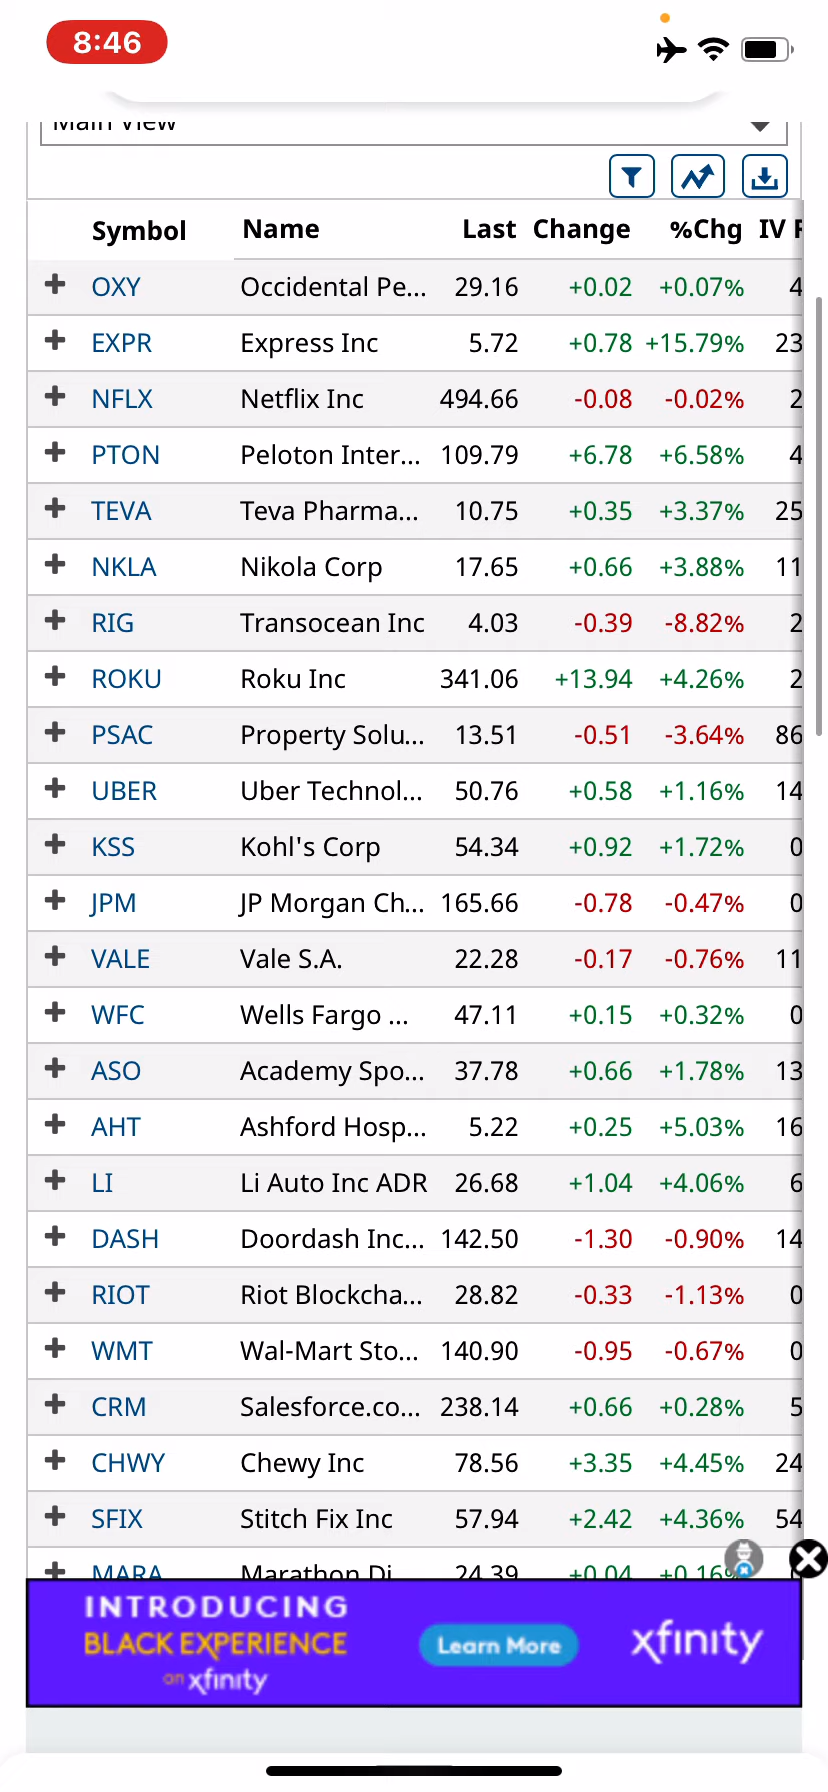 8:46
Main View
Symbol Name Last Change %Chg IV
OXY Occidental Pe... 29.16 +0.02 +0.07% 4
EXPR Express Inc 5.72 +0.78 +15.79% 23
NFLX Netflix Inc 494.66 -0.08 -0.02% 2
PTON Peloton Inter... 109.79 +6.78 +6.58% 4
TEVA Teva Pharma... 10.75 +0.35 +3.37% 25
NKLA Nikola Corp 17.65 +0.66 +3.88% 11
RIG Transocean Inc 4.03 -0.39 -8.82% 2
ROKU Roku Inc 341.06 +13.94 +4.26% 2
PSAC Property Solu... 13.51 -0.51 -3.64% 86
UBER Uber Technol... 50.76 +0.58 +1.16% 14
KSS Kohl's Corp 54.34 +0.92 +1.72% 0
JPM JP Morgan Ch... 165.66 -0.78 -0.47% 0
VALE Vale S.A. 22.28 -0.17 -0.76% 11
WFC Wells Fargo ... 47.11 +0.15 +0.32% 0
ASO Academy Spo... 37.78 +0.66 +1.78% 13
AHT Ashford Hosp... 5.22 +0.25 +5.03% 16
LI Li Auto Inc ADR 26.68 +1.04 +4.06% 6
DASH Doordash Inc... 142.50 -1.30 -0.90% 14
RIOT Riot Blockcha... 28.82 -0.33 -1.13% 0
WMT Wal-Mart Sto... 140.90 -0.95 -0.67% 0
CRM Salesforce.co... 238.14 +0.66 +0.28% 5
CHWY Chewy Inc 78.56 +3.35 +4.45% 24
SFIX Stitch Fix Inc 57.94 +2.42 +4.36% 54
MARA Marathon Di 24.39 +0.04 +0.16%
INTRODUCING
BLACK EXPERIENCE
on xfinity
Learn More
xfinity